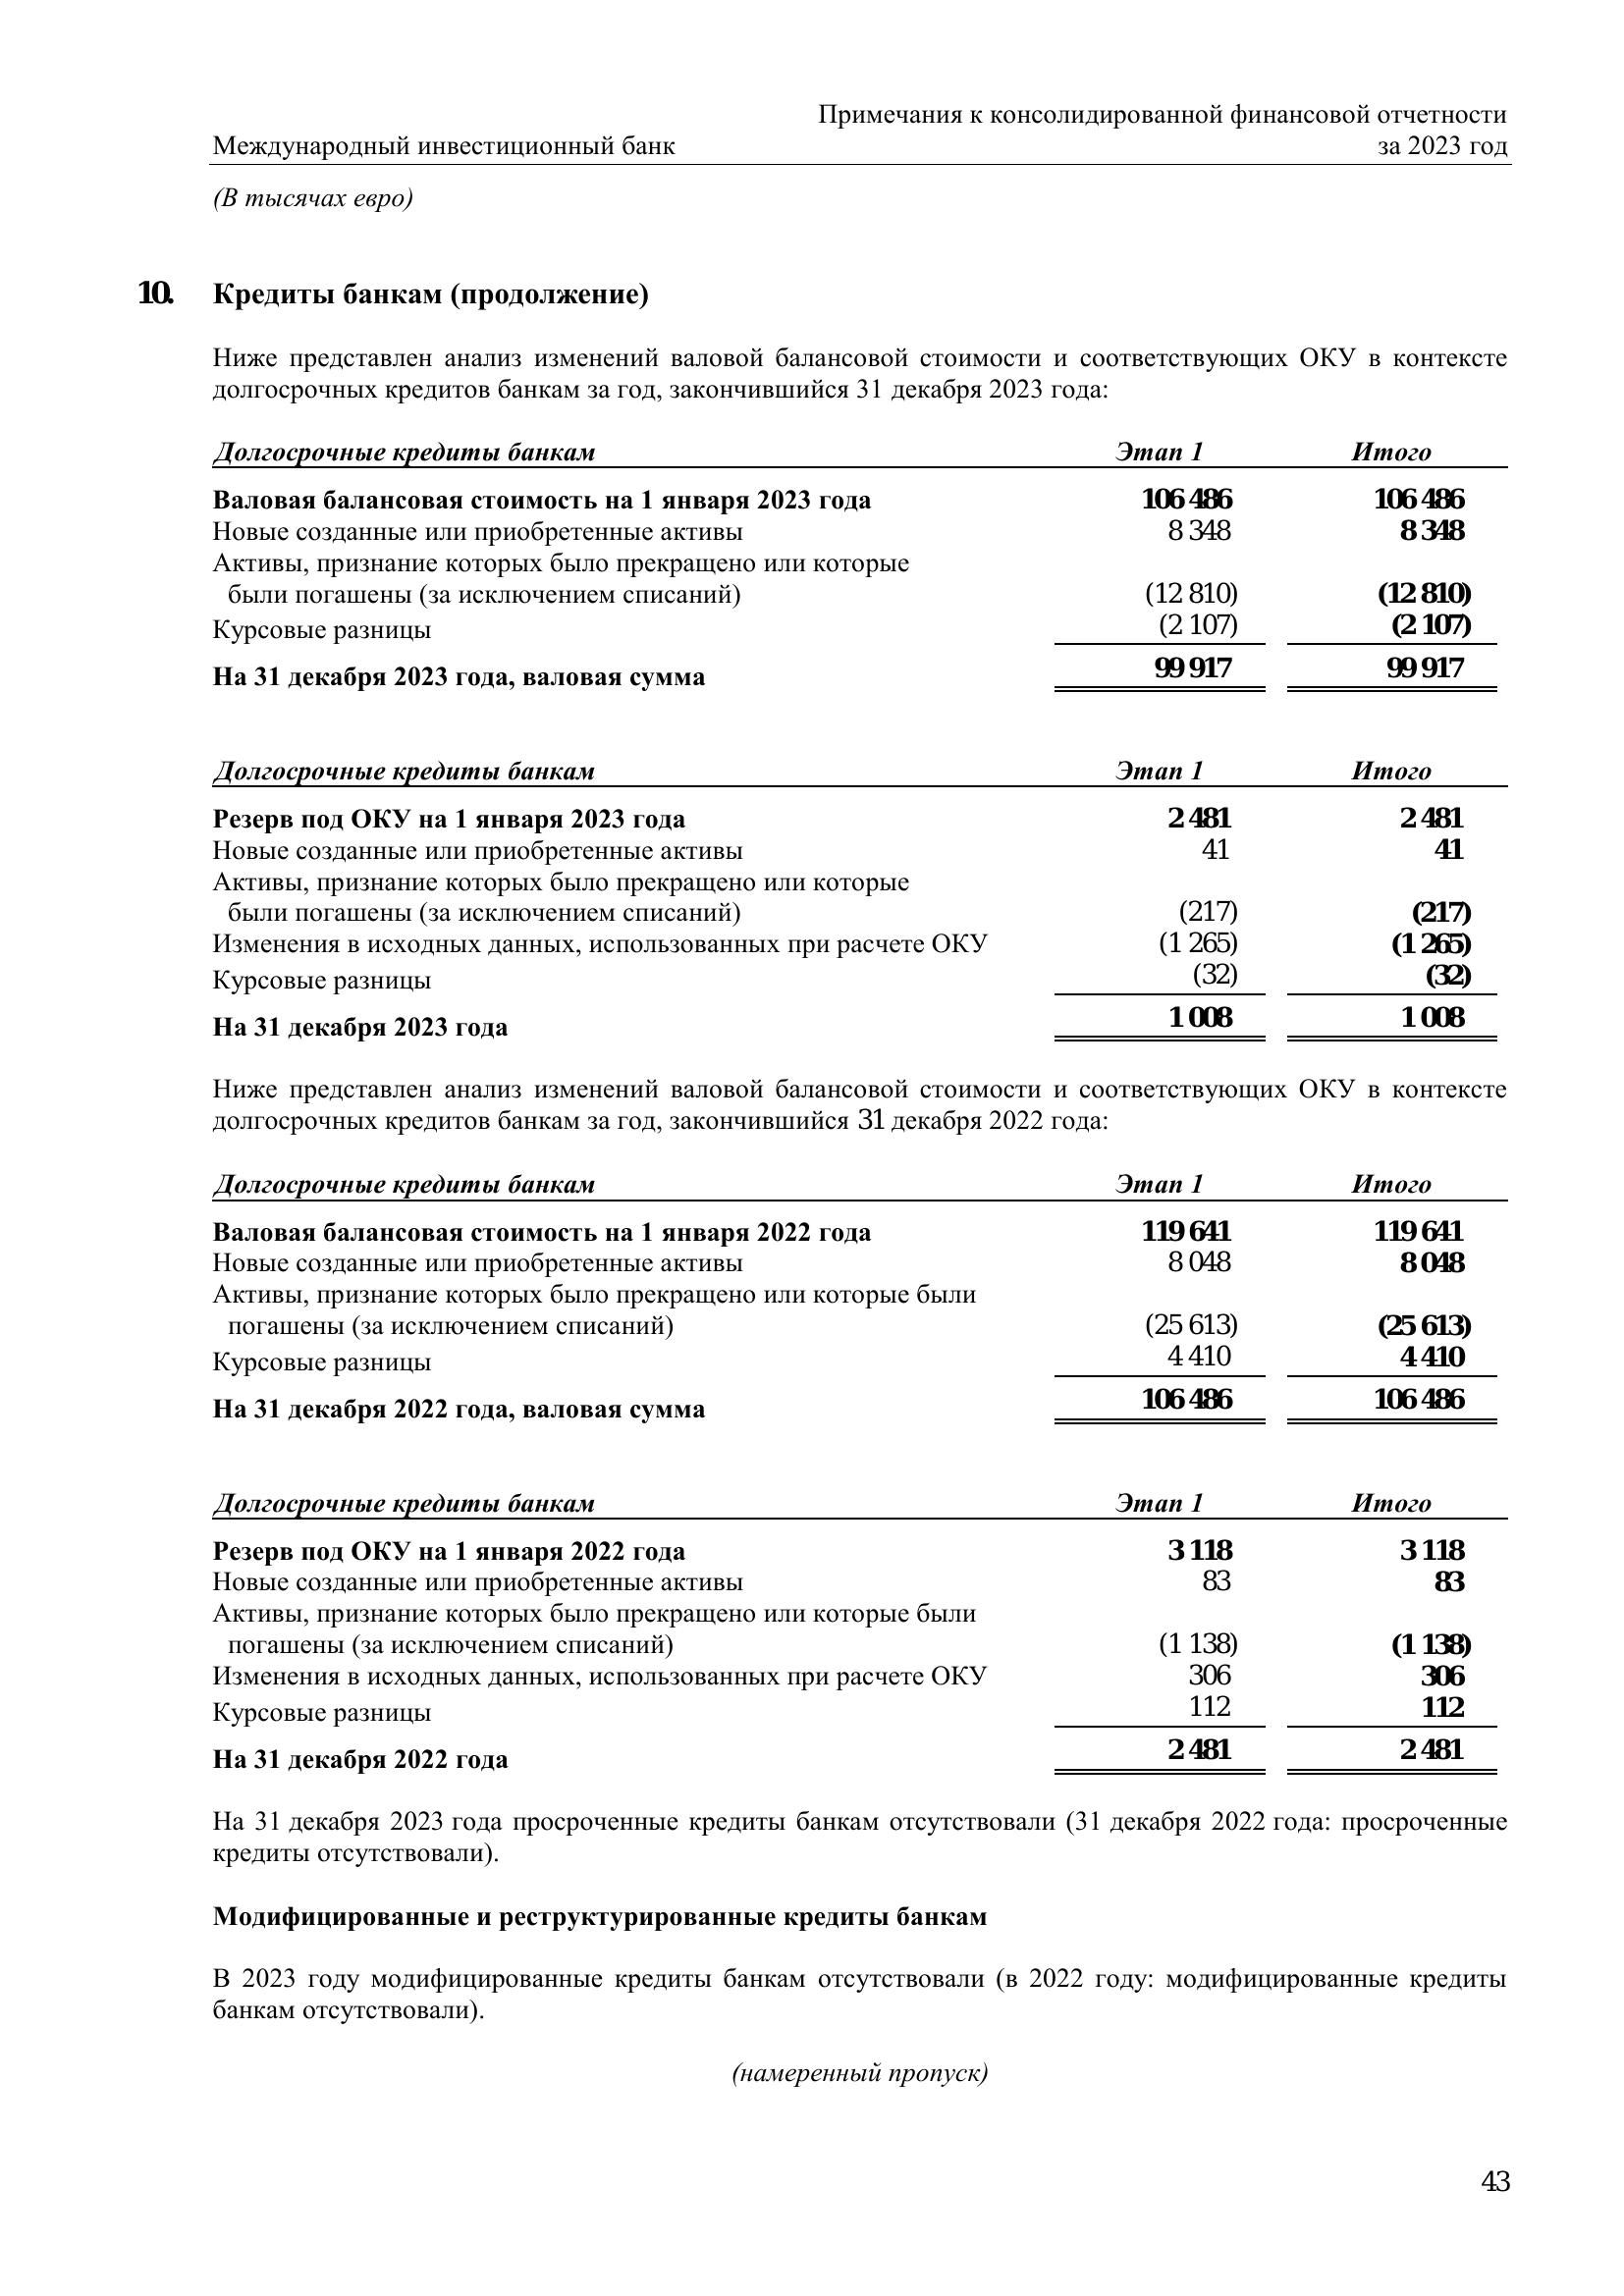 Примечания к консолидированной финансовой отчетности
Международный инвестиционный банк за 2023 год
(В тысячах евро)
10. Кредиты банкам (продолжение)
Ниже представлен анализ изменений валовой балансовой стоимости и соответствующих ОКУ в контексте
долгосрочных кредитов банкам за год, закончившийся 31 декабря 2023 года:
Долгосрочные кредиты банкам Этап 1 Итого
Валовая балансовая стоимость на 1 января 2023 года 106 486 106 486
Новые созданные или приобретенные активы 8 348 8 348
Активы, признание которых было прекращено или которые
были погашены (за исключением списаний) (12 810) (12 810)
Курсовые разницы (2 107) (2 107)
На 31 декабря 2023 года, валовая сумма 99 917 99 917
Долгосрочные кредиты банкам Этап 1 Итого
Резерв под ОКУ на 1 января 2023 года 2 481 2 481
Новые созданные или приобретенные активы 41 41
Активы, признание которых было прекращено или которые
были погашены (за исключением списаний) (217) (217)
Изменения в исходных данных, использованных при расчете ОКУ (1 265) (1 265)
Курсовые разницы (32) (32)
На 31 декабря 2023 года 1 008 1 008
Ниже представлен анализ изменений валовой балансовой стоимости и соответствующих ОКУ в контексте
долгосрочных кредитов банкам за год, закончившийся 31 декабря 2022 года:
Долгосрочные кредиты банкам Этап 1 Итого
Валовая балансовая стоимость на 1 января 2022 года 119 641 119 641
Новые созданные или приобретенные активы 8 048 8 048
Активы, признание которых было прекращено или которые были
погашены (за исключением списаний) (25 613) (25 613)
Курсовые разницы 4 410 4 410
На 31 декабря 2022 года, валовая сумма 106 486 106 486
Долгосрочные кредиты банкам Этап 1 Итого
Резерв под ОКУ на 1 января 2022 года 3 118 3 118
Новые созданные или приобретенные активы 83 83
Активы, признание которых было прекращено или которые были
погашены (за исключением списаний) (1 138) (1 138)
Изменения в исходных данных, использованных при расчете ОКУ 306 306
Курсовые разницы 112 112
На 31 декабря 2022 года 2 481 2 481
На 31 декабря 2023 года просроченные кредиты банкам отсутствовали (31 декабря 2022 года: просроченные
кредиты отсутствовали).
Модифицированные и реструктурированные кредиты банкам
В 2023 году модифицированные кредиты банкам отсутствовали (в 2022 году: модифицированные кредиты
банкам отсутствовали).
(намеренный пропуск)
43